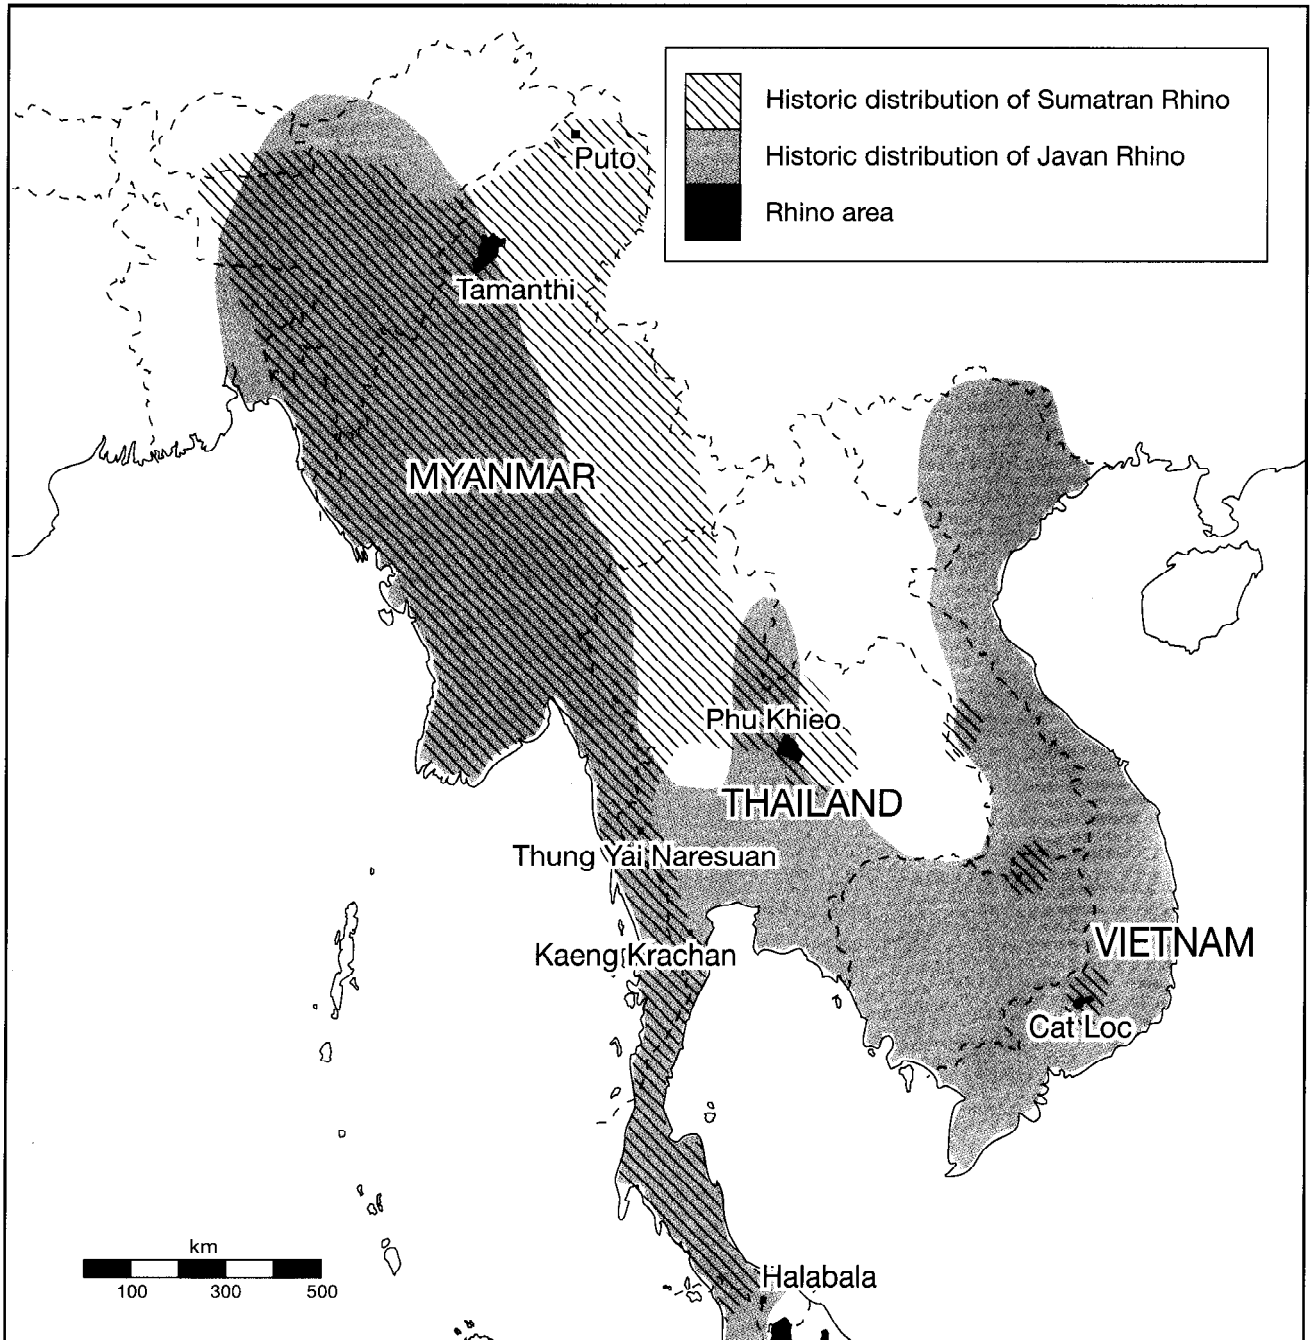 Historic distribution of Sumatran Rhino
Historic distribution of Javan Rhino
Rhino area
Puto
Tamanthi
MYANMAR
Phu Khieo
THAILAND
Thung Yai Naresuan
Kaeng Krachan
VIETNAM
Cat Loc
Halabala
km
100 300 500